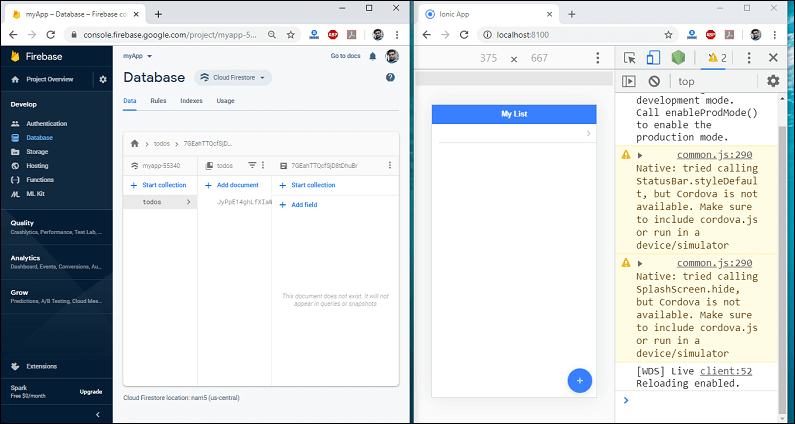 myApp – Database – Firebase co
console.firebase.google.com/project/myapp-5...
Firebase
Project Overview
Develop
Authentication
Database
Storage
Hosting
Functions
ML Kit
Quality
Crashlytics, Performance, Test Lab, ...
Analytics
Dashboard, Events, Conversions, Au...
Grow
Predictions, A/B Testing, Cloud Mes...
Extensions
Spark
Free $0/month
Upgrade
myApp
Go to docs
Database
Cloud Firestore
Data Rules Indexes Usage
todos
7GEahTTQcfSjD...
myapp-55340
todos
7GEahTTQcfSjD8tDnuBr
Start collection
Add document
Start collection
todos
Add field
This document does not exist. It will not
appear in queries or snapshots
Cloud Firestore location: nam5 (us-central)
Ionic App
localhost:8100
375 × 667
My List
+
2
top
development mode.
Call enableProdMode()
to enable the
production mode.
common.js:290
Native: tried calling
StatusBar.styleDefaul
t, but Cordova is not
available. Make sure
to include cordova.js
or run in a
device/simulator
common.js:290
Native: tried calling
SplashScreen.hide,
but Cordova is not
available. Make sure
to include cordova.js
or run in a
device/simulator
[WDS] Live client:52
Reloading enabled.